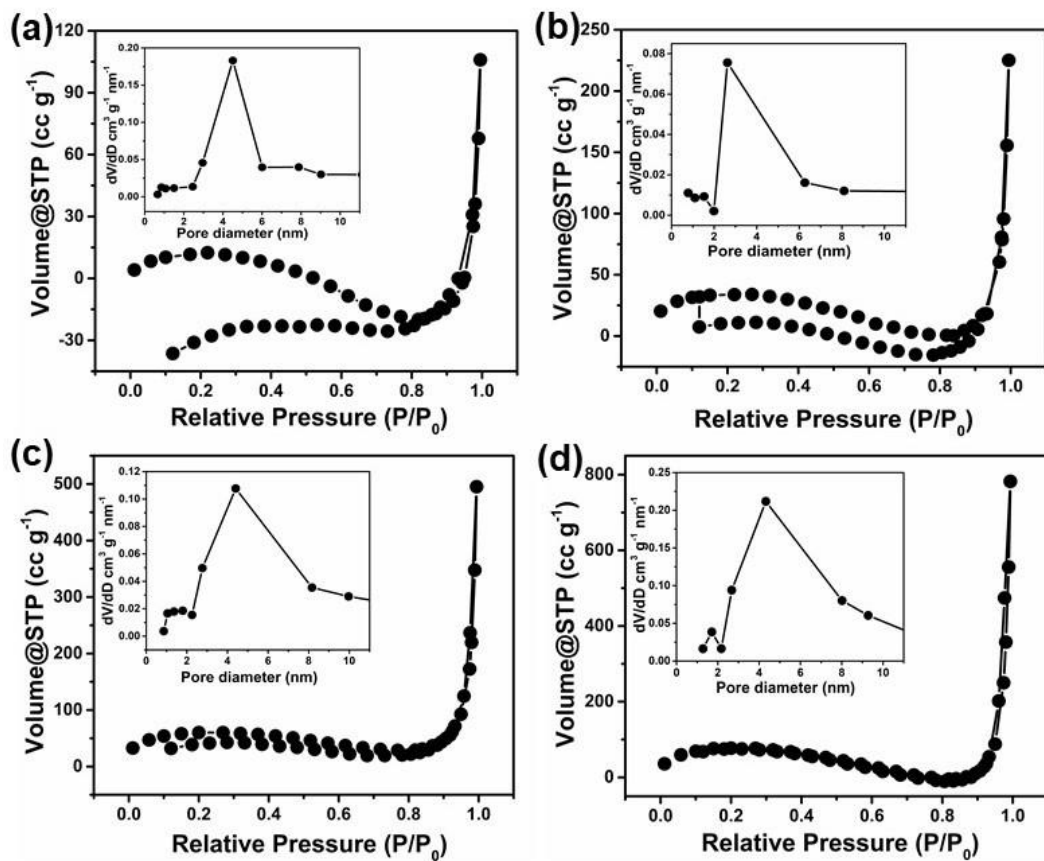 (a)
120
90
60
30
0
-30
Volume@STP (cc g⁻¹)
0.0 0.2 0.4 0.6 0.8 1.0
Relative Pressure (P/P₀)
0.20
0.15
0.10
0.05
0.00
dV/dD cm³ g⁻¹ nm⁻¹
0 2 4 6 8 10
Pore diameter (nm)
(b)
250
200
150
100
50
0
Volume@STP (cc g⁻¹)
0.0 0.2 0.4 0.6 0.8 1.0
Relative Pressure (P/P₀)
0.08
0.06
0.04
0.02
0.00
dV/dD cm³ g⁻¹ nm⁻¹
0 2 4 6 8 10
Pore diameter (nm)
(c)
500
400
300
200
100
0
Volume@STP (cc g⁻¹)
0.0 0.2 0.4 0.6 0.8 1.0
Relative Pressure (P/P₀)
0.12
0.10
0.08
0.06
0.04
0.02
0.00
dV/dD cm³ g⁻¹ nm⁻¹
0 2 4 6 8 10
Pore diameter (nm)
(d)
800
600
400
200
0
Volume@STP (cc g⁻¹)
0.0 0.2 0.4 0.6 0.8 1.0
Relative Pressure (P/P₀)
0.25
0.20
0.15
0.10
0.05
0.00
dV/dD cm³ g⁻¹ nm⁻¹
0 2 4 6 8 10
Pore diameter (nm)